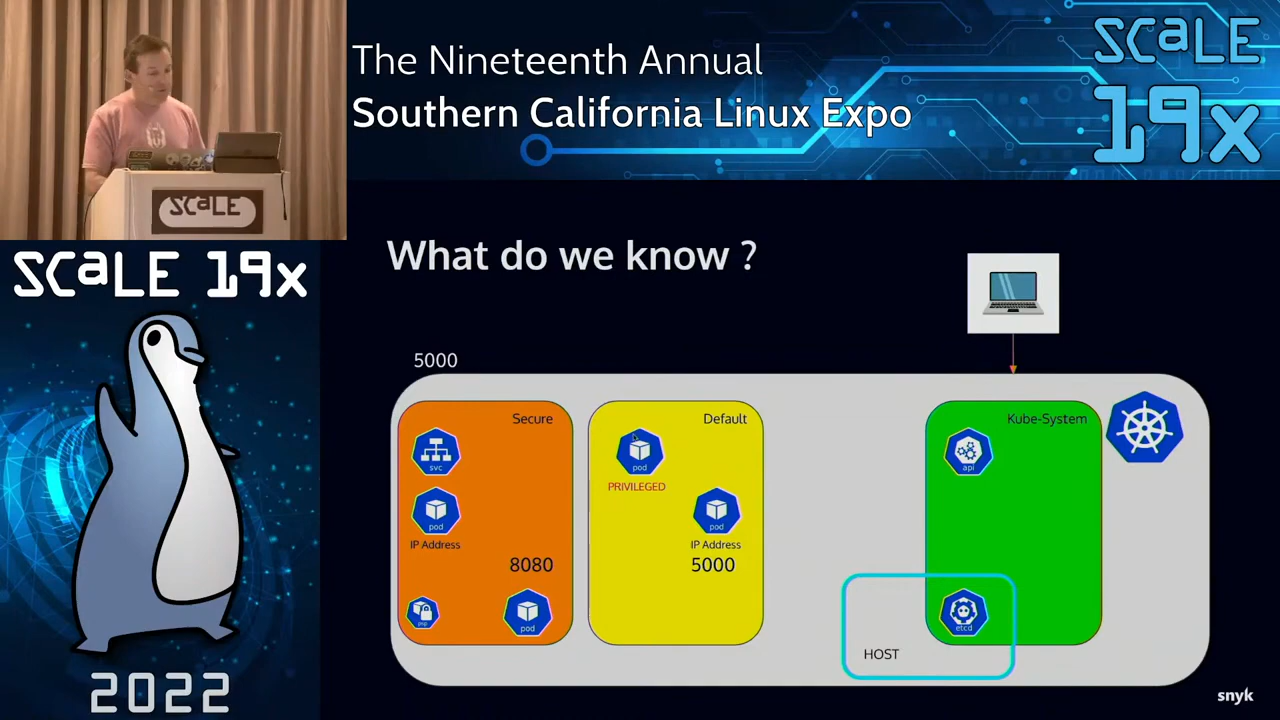 The Nineteenth Annual
Southern California Linux Expo
SCaLE
19x
SCaLE
SCaLE 19x
2022
What do we know ?
5000
Secure
svc
pod
IP Address
8080
psp
pod
Default
pod
PRIVILEGED
pod
IP Address
5000
Kube-System
api
etcd
HOST
snyk